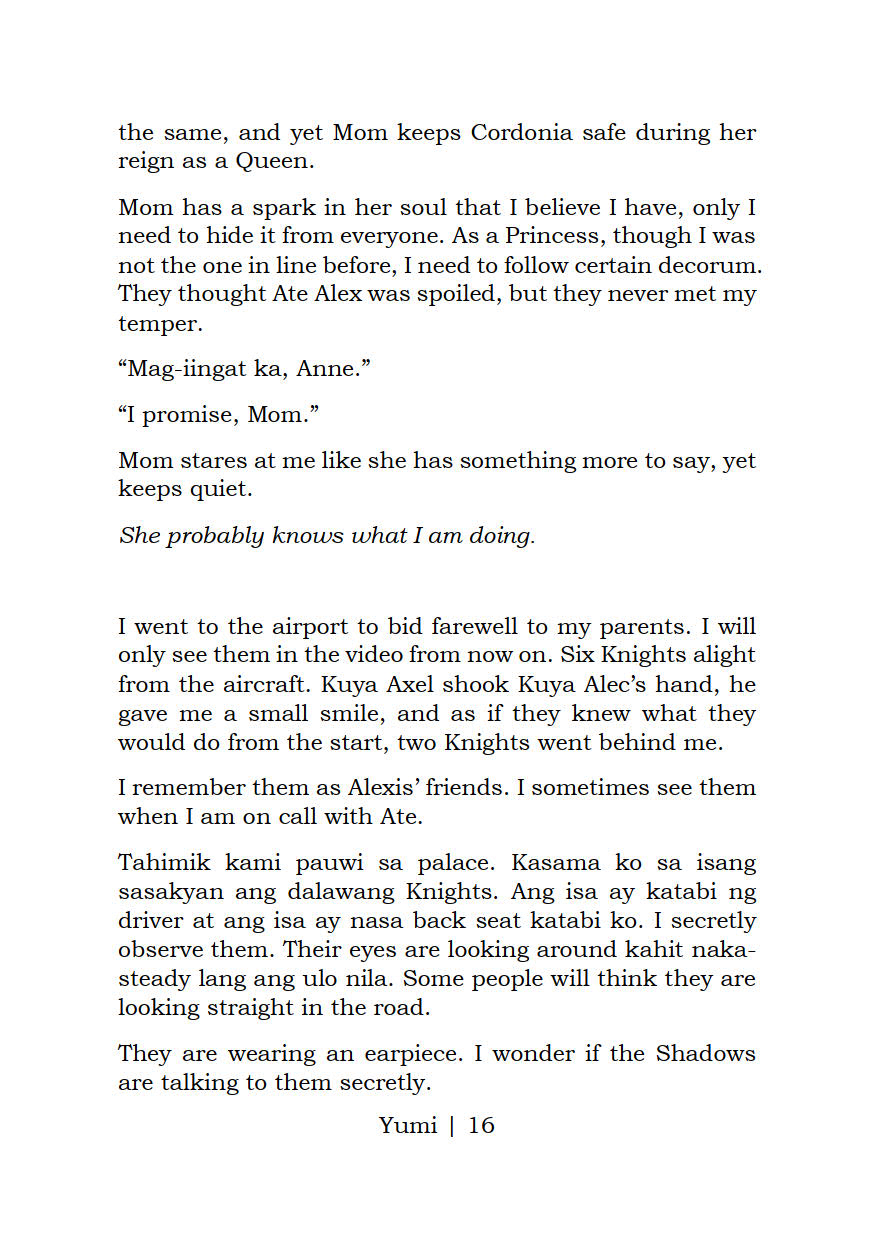 the same, and yet Mom keeps Cordonia safe during her
reign as a Queen.
Mom has a spark in her soul that I believe I have, only I
need to hide it from everyone. As a Princess, though I was
not the one in line before, I need to follow certain decorum.
They thought Ate Alex was spoiled, but they never met my
temper.
“Mag-iingat ka, Anne.”
“I promise, Mom.”
Mom stares at me like she has something more to say, yet
keeps quiet.
She probably knows what I am doing.
I went to the airport to bid farewell to my parents. I will
only see them in the video from now on. Six Knights alight
from the aircraft. Kuya Axel shook Kuya Alec’s hand, he
gave me a small smile, and as if they knew what they
would do from the start, two Knights went behind me.
I remember them as Alexis’ friends. I sometimes see them
when I am on call with Ate.
Tahimik kami pauwi sa palace. Kasama ko sa isang
sasakyan ang dalawang Knights. Ang isa ay katabi ng
driver at ang isa ay nasa back seat katabi ko. I secretly
observe them. Their eyes are looking around kahit naka-
steady lang ang ulo nila. Some people will think they are
looking straight in the road.
They are wearing an earpiece. I wonder if the Shadows
are talking to them secretly.
Yumi | 16